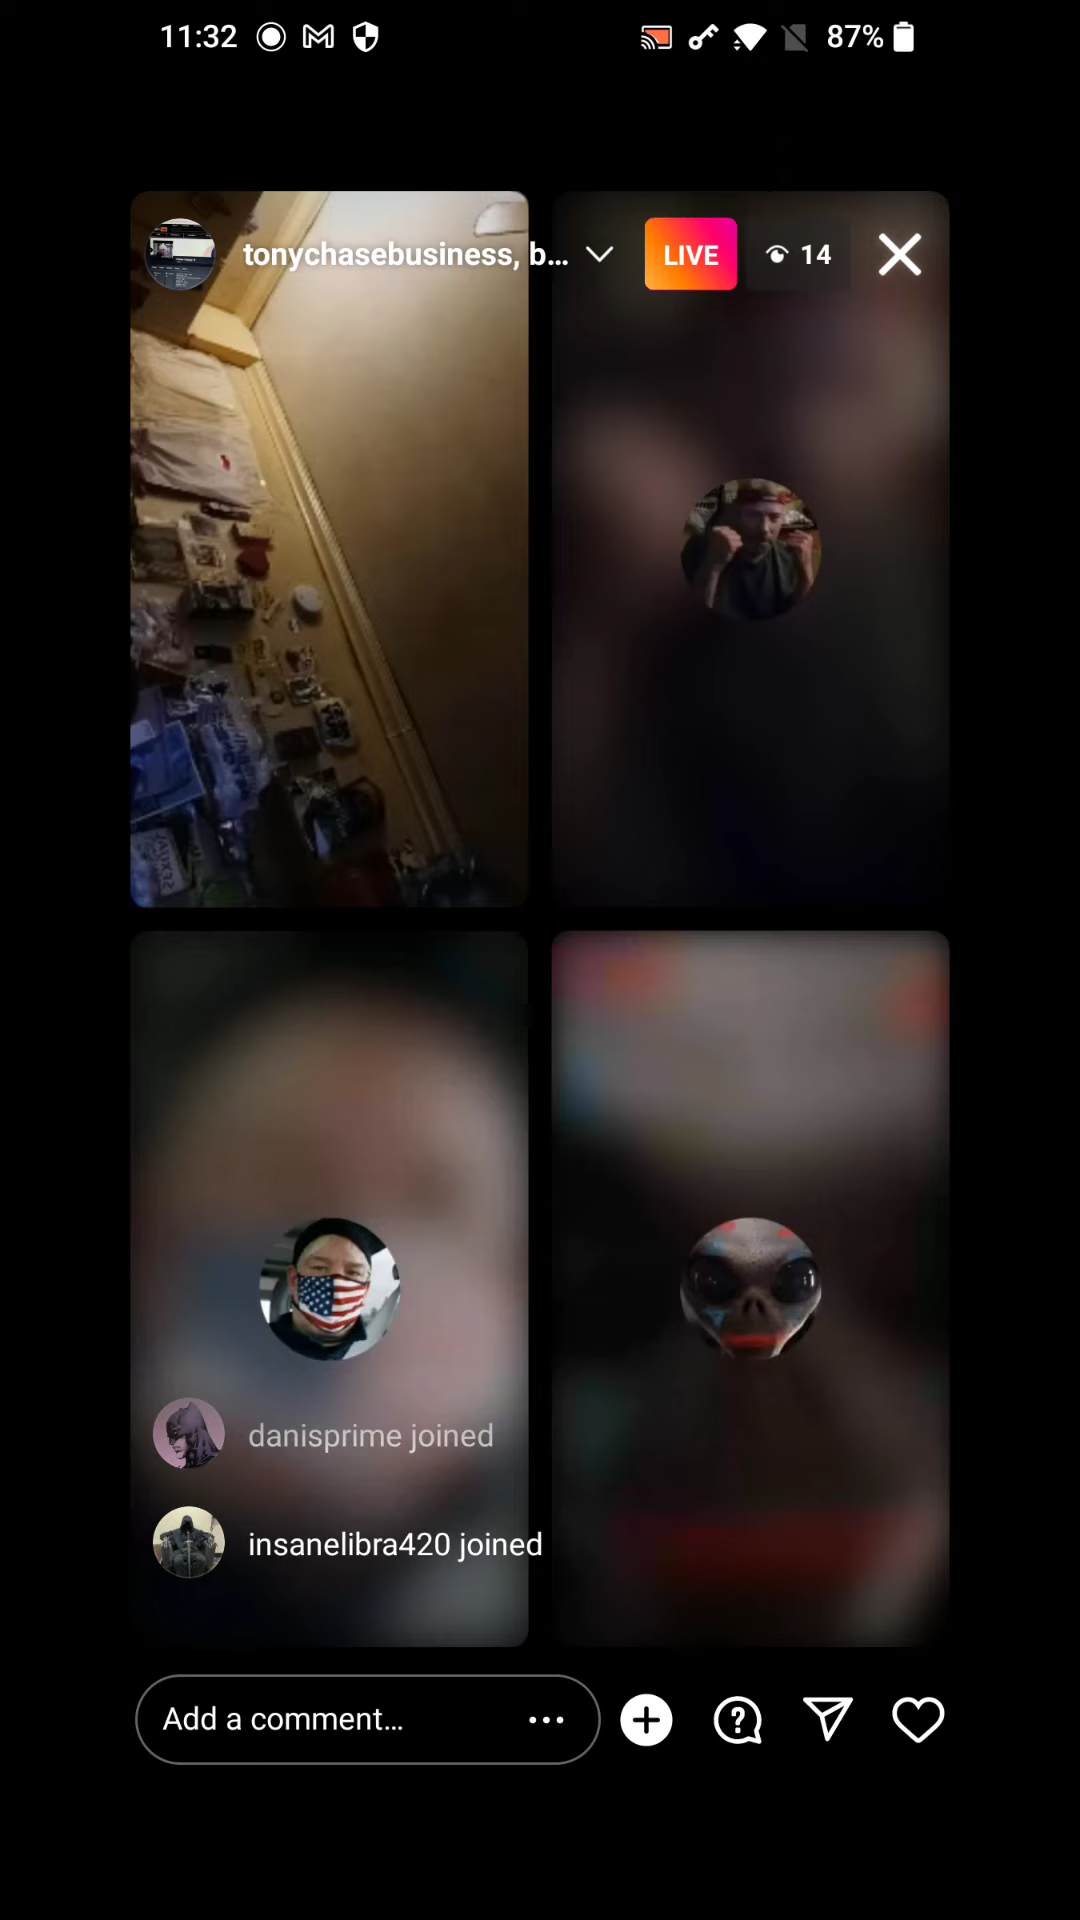 11:32
87%
tonychasebusiness, b...
LIVE
14
danisprime joined
insanelibra420 joined
Add a comment...